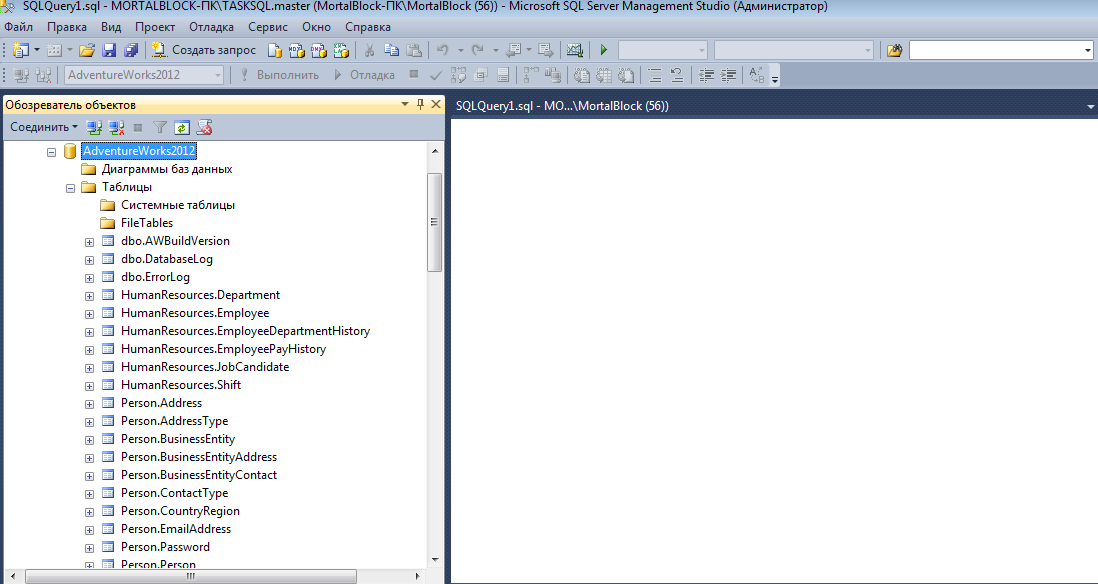 SQLQuery1.sql - MORTALBLOCK-ПК\TASKSQL.master (MortalBlock-ПК\MortalBlock (56)) - Microsoft SQL Server Management Studio (Администратор)
Файл Правка Вид Проект Отладка Сервис Окно Справка
Создать запрос
AdventureWorks2012 Выполнить Отладка
Обозреватель объектов
SQLQuery1.sql - MO...\MortalBlock (56))
Соединить
AdventureWorks2012
Диаграммы баз данных
Таблицы
Системные таблицы
FileTables
dbo.AWBuildVersion
dbo.DatabaseLog
dbo.ErrorLog
HumanResources.Department
HumanResources.Employee
HumanResources.EmployeeDepartmentHistory
HumanResources.EmployeePayHistory
HumanResources.JobCandidate
HumanResources.Shift
Person.Address
Person.AddressType
Person.BusinessEntity
Person.BusinessEntityAddress
Person.BusinessEntityContact
Person.ContactType
Person.CountryRegion
Person.EmailAddress
Person.Password
Person.Person